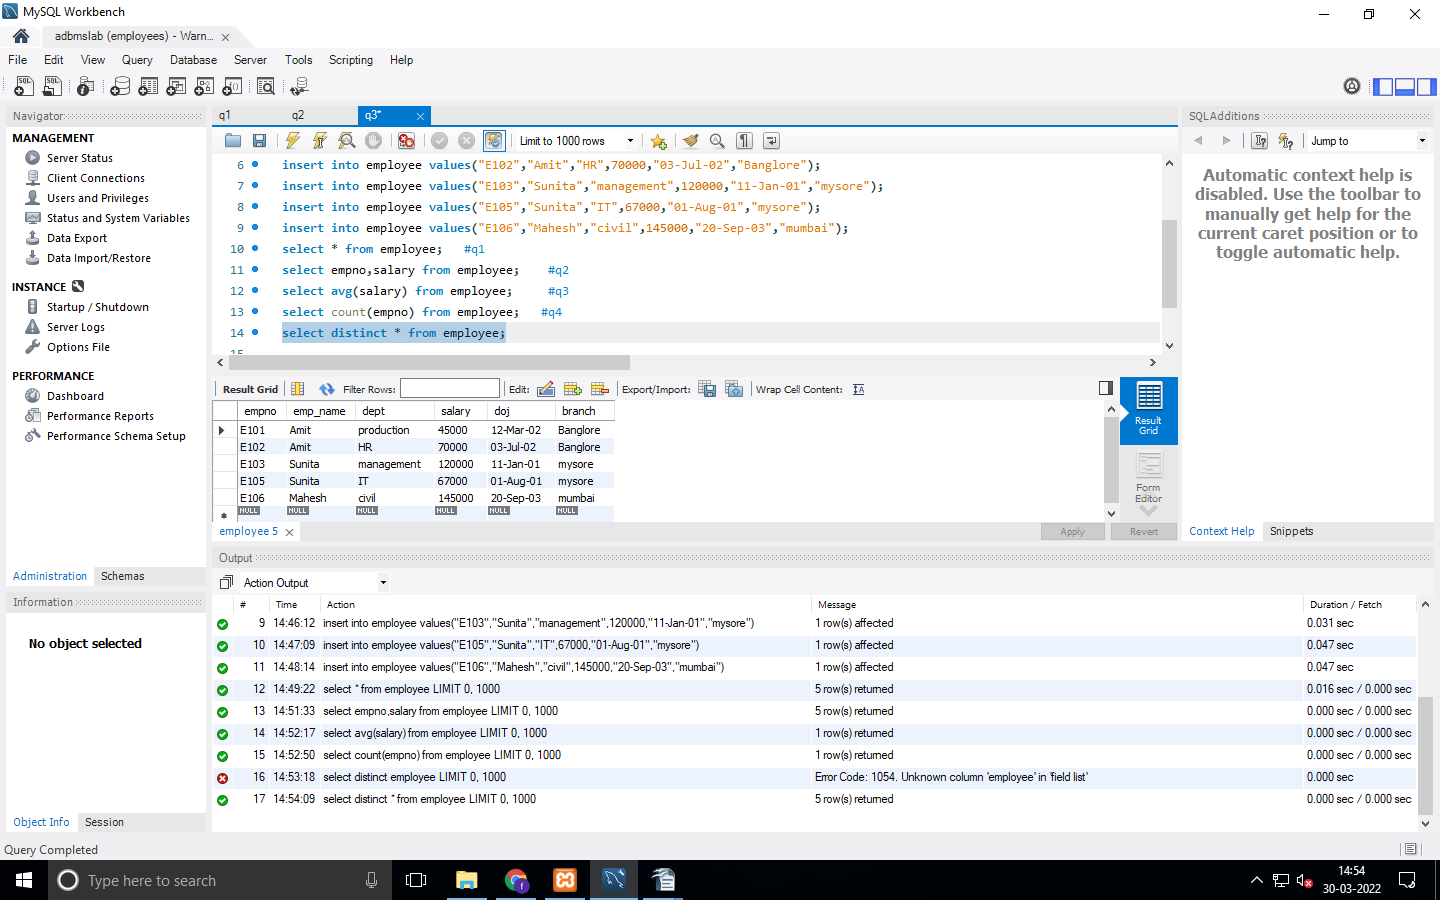 MySQL Workbench
adbmslab (employees) - Warn...
File Edit View Query Database Server Tools Scripting Help
Navigator
MANAGEMENT
Server Status
Client Connections
Users and Privileges
Status and System Variables
Data Export
Data Import/Restore
INSTANCE
Startup / Shutdown
Server Logs
Options File
PERFORMANCE
Dashboard
Performance Reports
Performance Schema Setup
Administration Schemas
Information
No object selected
Object Info Session
q1 q2 q3*
Limit to 1000 rows
6 insert into employee values("E102","Amit","HR",70000,"03-Jul-02","Banglore");
7 insert into employee values("E103","Sunita","management",120000,"11-Jan-01","mysore");
8 insert into employee values("E105","Sunita","IT",67000,"01-Aug-01","mysore");
9 insert into employee values("E106","Mahesh","civil",145000,"20-Sep-03","mumbai");
10 select * from employee; #q1
11 select empno,salary from employee; #q2
12 select avg(salary) from employee; #q3
13 select count(empno) from employee; #q4
14 select distinct * from employee;
15
Result Grid Filter Rows: Edit: Export/Import: Wrap Cell Content:
empno emp_name dept salary doj branch
E101 Amit production 45000 12-Mar-02 Banglore
E102 Amit HR 70000 03-Jul-02 Banglore
E103 Sunita management 120000 11-Jan-01 mysore
E105 Sunita IT 67000 01-Aug-01 mysore
E106 Mahesh civil 145000 20-Sep-03 mumbai
NULL NULL NULL NULL NULL NULL
Result
Grid
Form
Editor
employee 5 Apply Revert
SQLAdditions
Jump to
Automatic context help is
disabled. Use the toolbar to
manually get help for the
current caret position or to
toggle automatic help.
Context Help Snippets
Output
Action Output
# Time Action Message Duration / Fetch
9 14:46:12 insert into employee values("E103","Sunita","management",120000,"11-Jan-01","mysore") 1 row(s) affected 0.031 sec
10 14:47:09 insert into employee values("E105","Sunita","IT",67000,"01-Aug-01","mysore") 1 row(s) affected 0.047 sec
11 14:48:14 insert into employee values("E106","Mahesh","civil",145000,"20-Sep-03","mumbai") 1 row(s) affected 0.047 sec
12 14:49:22 select * from employee LIMIT 0, 1000 5 row(s) returned 0.016 sec / 0.000 sec
13 14:51:33 select empno,salary from employee LIMIT 0, 1000 5 row(s) returned 0.000 sec / 0.000 sec
14 14:52:17 select avg(salary) from employee LIMIT 0, 1000 1 row(s) returned 0.000 sec / 0.000 sec
15 14:52:50 select count(empno) from employee LIMIT 0, 1000 1 row(s) returned 0.000 sec / 0.000 sec
16 14:53:18 select distinct employee LIMIT 0, 1000 Error Code: 1054. Unknown column 'employee' in 'field list' 0.000 sec
17 14:54:09 select distinct * from employee LIMIT 0, 1000 5 row(s) returned 0.000 sec / 0.000 sec
Query Completed
Type here to search
14:54
30-03-2022